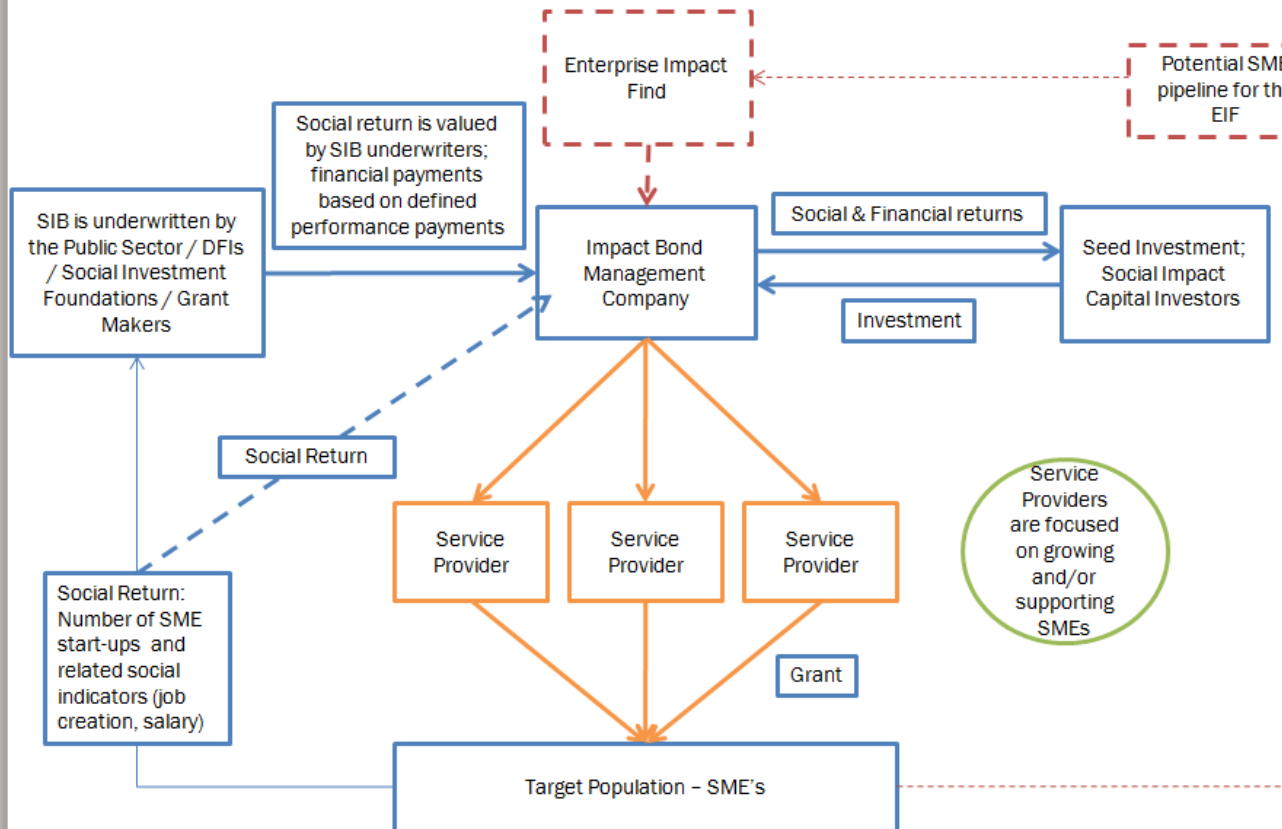 Enterprise Impact
Find
Potential SME
pipeline for th
EIF
Social return is valued
by SIB underwriters;
financial payments
based on defined
performance payments
SIB is underwritten by
the Public Sector / DFIs
/ Social Investment
Foundations / Grant
Makers
Impact Bond
Management
Company
Social & Financial returns
Investment
Seed Investment;
Social Impact
Capital Investors
Social Return
Service
Provider
Service
Provider
Service
Provider
Service
Providers
are focused
on growing
and/or
supporting
SMEs
Social Return:
Number of SME
start-ups and
related social
indicators (job
creation, salary)
Grant
Target Population – SME's